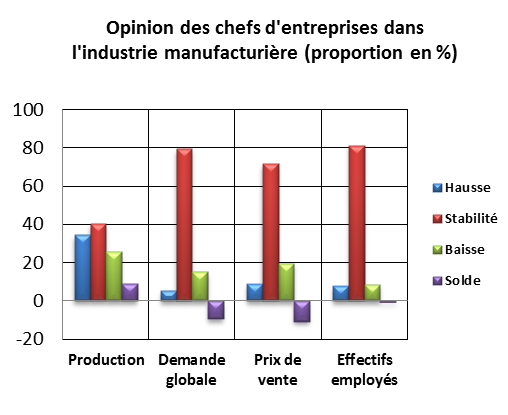 Opinion des chefs d'entreprises dans
l'industrie manufacturière (proportion en %)
100
80
60
40
20
0
-20
Production
Demande
globale
Prix de
vente
Effectifs
employés
Hausse
Stabilité
Baisse
Solde